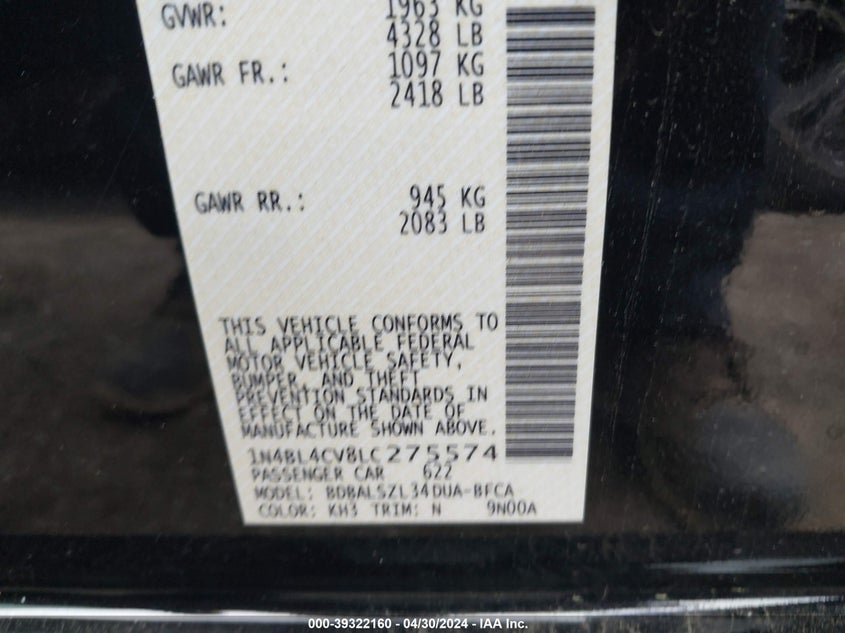 GVWR: 1963 KG
4328 LB
GAWR FR.: 1097 KG
2418 LB
GAWR RR.: 945 KG
2083 LB
THIS VEHICLE CONFORMS TO
ALL APPLICABLE FEDERAL
MOTOR VEHICLE SAFETY,
BUMPER, AND THEFT
PREVENTION STANDARDS IN
EFFECT ON THE DATE OF
MANUFACTURE SHOWN ABOVE.
1N4BL4CV8LC275574
PASSENGER CAR 622
MODEL: BDBALSZL34DUA-BFCA
COLOR: KH3 TRIM: N 9N00A
000-39322160 - 04/30/2024 - IAA Inc.